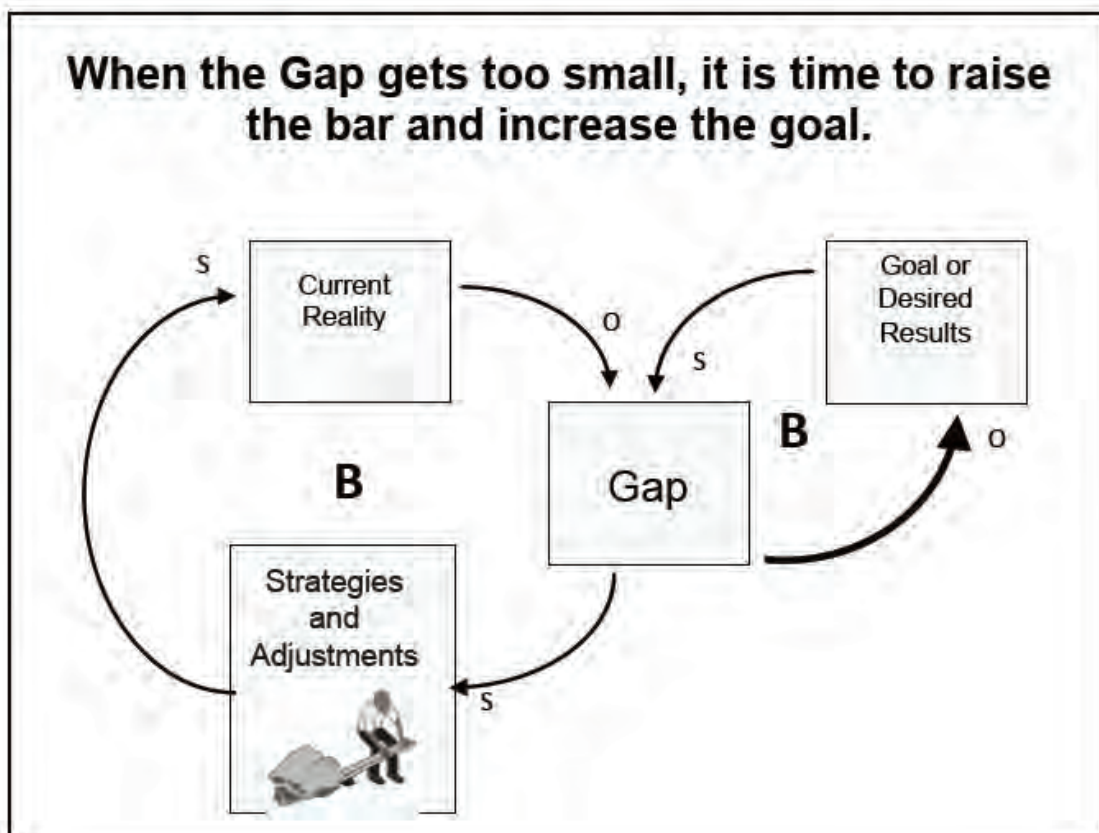 When the Gap gets too small, it is time to raise
the bar and increase the goal.
s
Current
Reality
o
s
Goal or
Desired
Results
o
B
Gap
B
Strategies
and
Adjustments
s